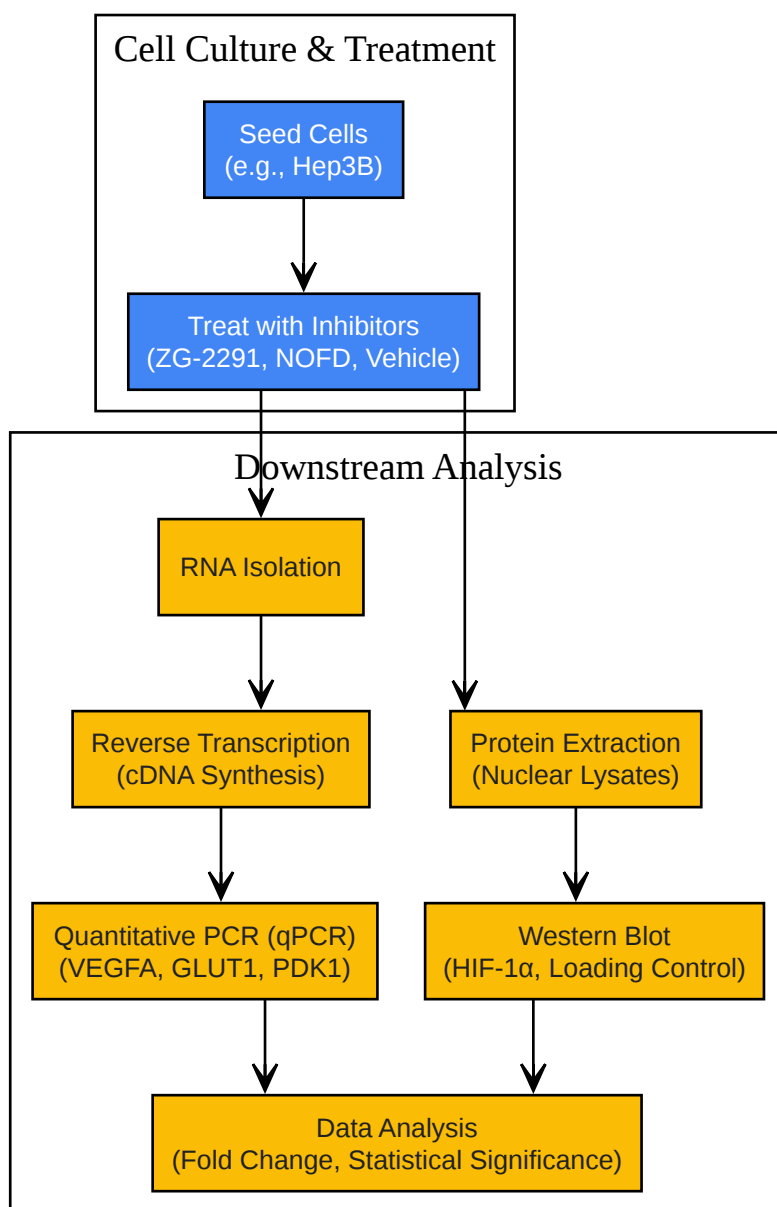 Cell Culture & Treatment
Seed Cells
(e.g., Hep3B)
Treat with Inhibitors
(ZG-2291, NOFD, Vehicle)
Downstream Analysis
RNA Isolation
Reverse Transcription
(cDNA Synthesis)
Protein Extraction
(Nuclear Lysates)
Quantitative PCR (qPCR)
(VEGFA, GLUT1, PDK1)
Western Blot
(HIF-1α, Loading Control)
Data Analysis
(Fold Change, Statistical Significance)